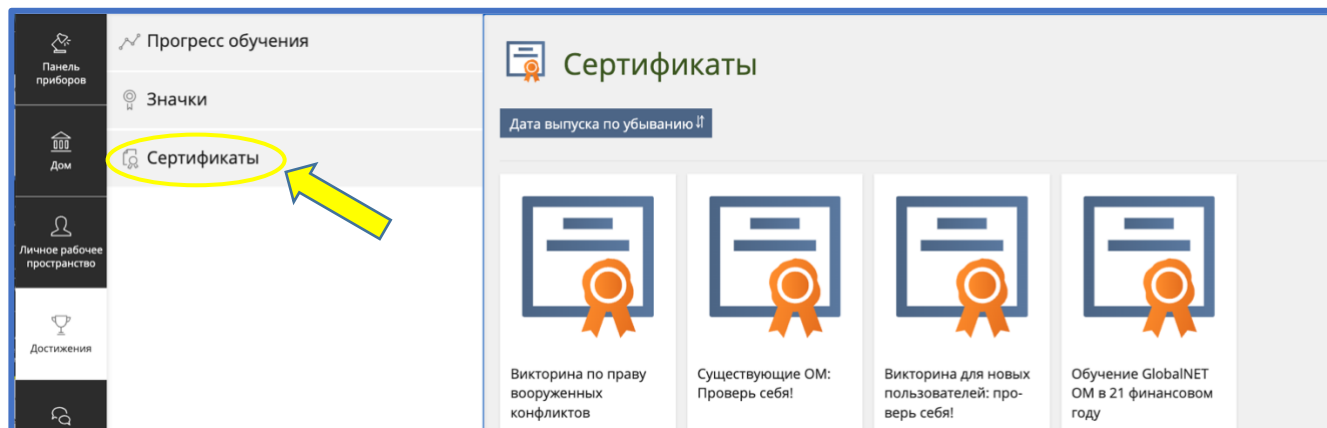 Панель
приборов
Дом
Личное рабочее
пространство
Достижения
Прогресс обучения
Значки
Сертификаты
Сертификаты
Дата выпуска по убыванию
Викторина по праву
вооруженных
конфликтов
Существующие ОМ:
Проверь себя!
Викторина для новых
пользователей: про-
верь себя!
Обучение GlobalNET
ОМ в 21 финансовом
году